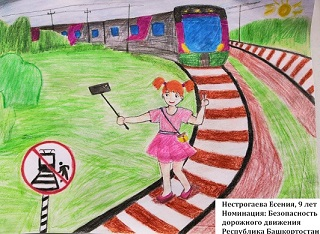 Нестрогаева Есения, 9 лет
Номинация: Безопасность
дорожного движения
Республика Башкортостан